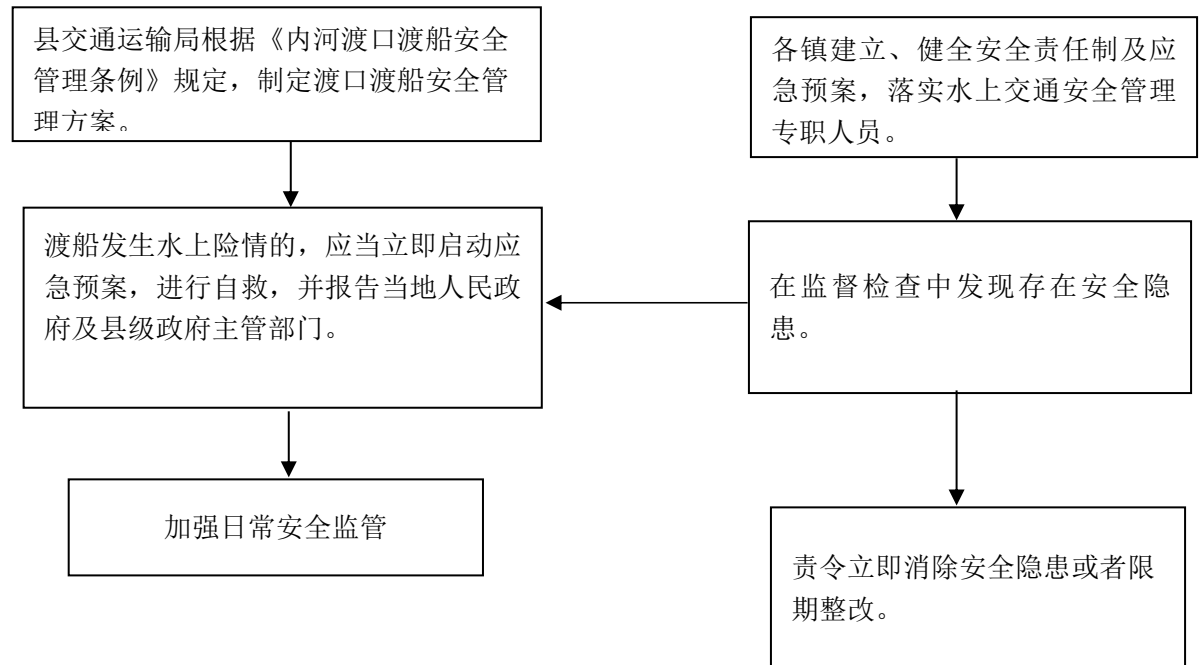 县交通运输局根据《内河渡口渡船安全
管理条例》规定，制定渡口渡船安全管
理方案。
各镇建立、健全安全责任制及应
急预案，落实水上交通安全管理
专职人员。
渡船发生水上险情的，应当立即启动应
急预案，进行自救，并报告当地人民政
府及县级政府主管部门。
在监督检查中发现存在安全隐
患。
加强日常安全监管
责令立即消除安全隐患或者限
期整改。